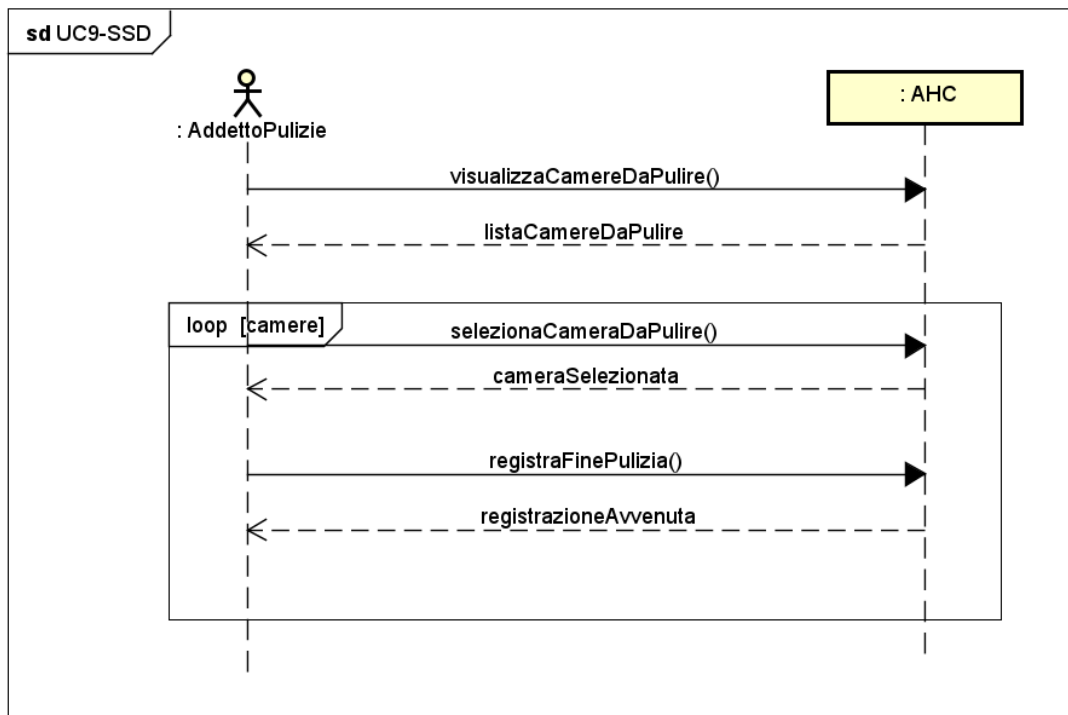 sd UC9-SSD
: AddettoPulizie
: AHC
visualizzaCamereDaPulire()
listaCamereDaPulire
loop [camere]
selezionaCameraDaPulire()
cameraSelezionata
registraFinePulizia()
registrazioneAvvenuta